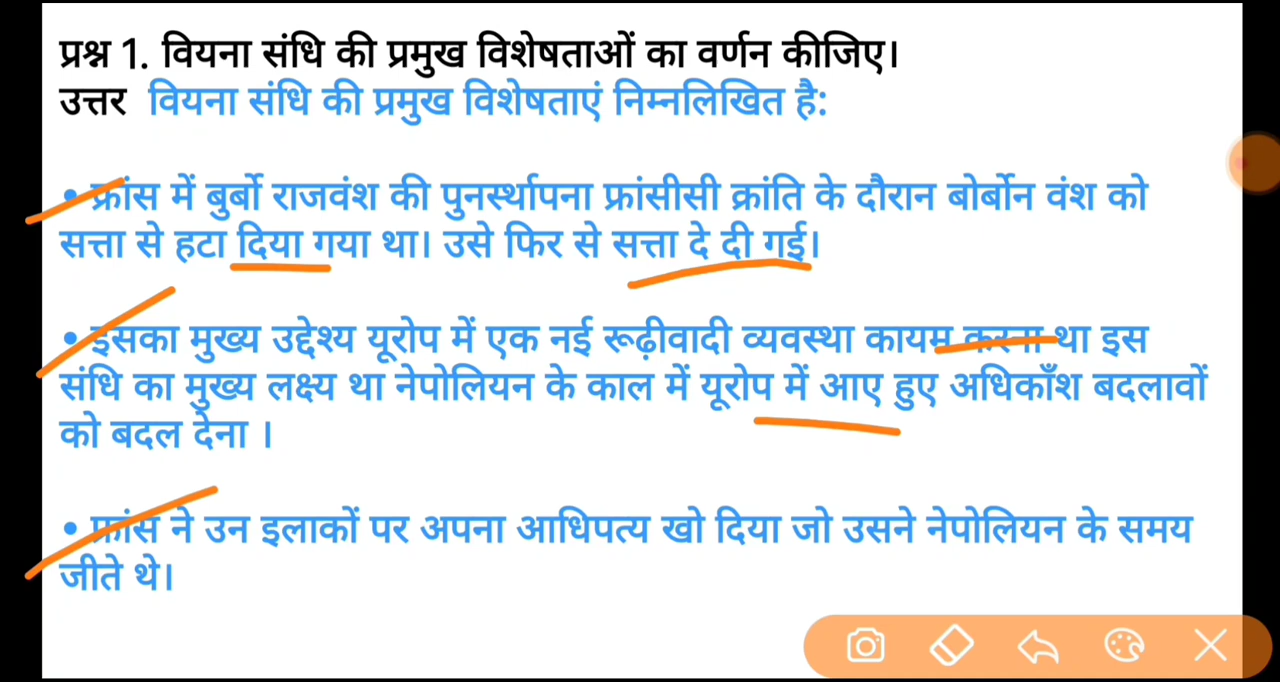 प्रश्न 1. वियना संधि की प्रमुख विशेषताओं का वर्णन कीजिए।
उत्तर वियना संधि की प्रमुख विशेषताएं निम्नलिखित है:
• फ्रांस में बुर्बो राजवंश की पुनर्स्थापना फ्रांसीसी क्रांति के दौरान बोर्बोन वंश को
सत्ता से हटा दिया गया था। उसे फिर से सत्ता दे दी गई।
• इसका मुख्य उद्देश्य यूरोप में एक नई रूढ़ीवादी व्यवस्था कायम करना था इस
संधि का मुख्य लक्ष्य था नेपोलियन के काल में यूरोप में आए हुए अधिकाँश बदलावों
को बदल देना ।
• फ्रांस ने उन इलाकों पर अपना आधिपत्य खो दिया जो उसने नेपोलियन के समय
जीते थे।